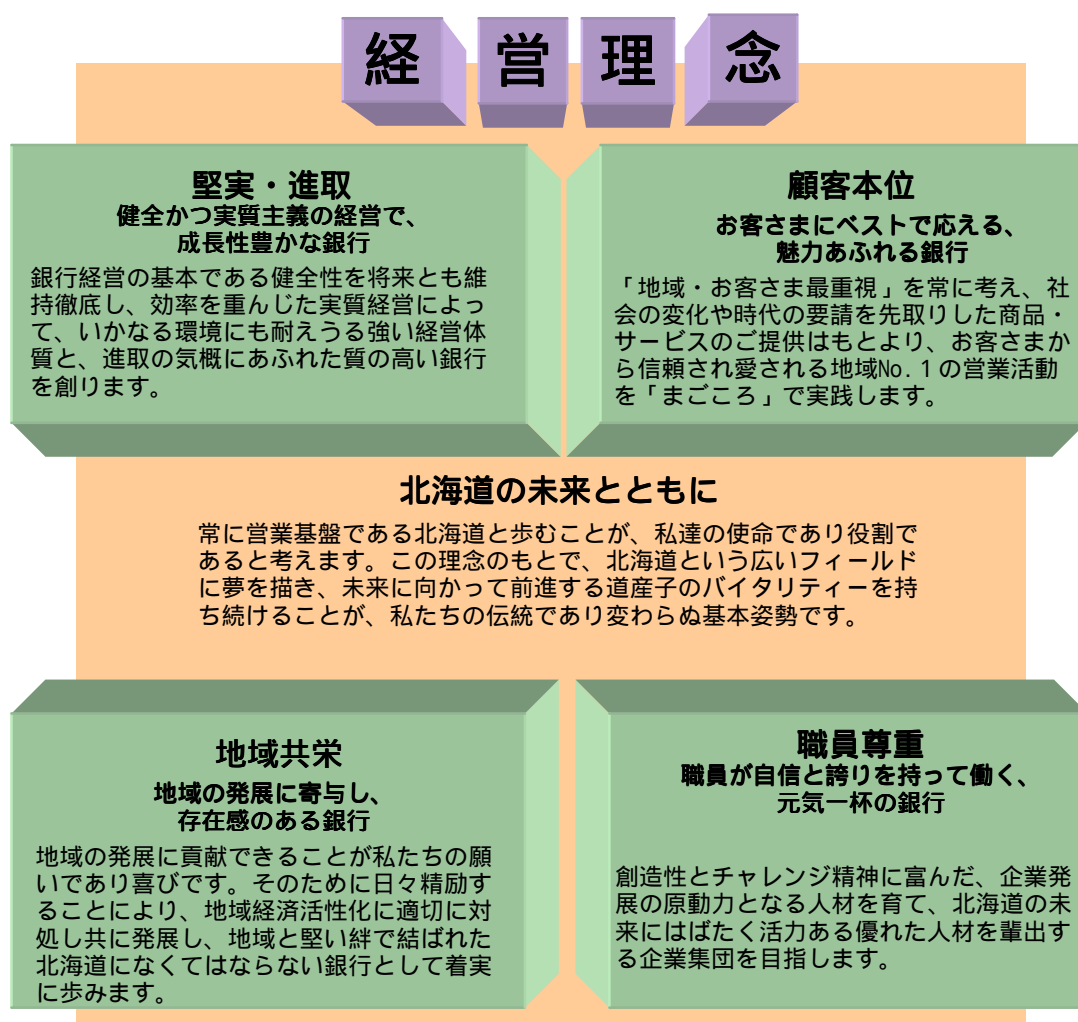 経営理念
堅実・進取
健全かつ実質主義の経営で、
成長性豊かな銀行
銀行経営の基本である健全性を将来とも維
持徹底し、効率を重んじた実質経営によっ
て、いかなる環境にも耐えうる強い経営体
質と、進取の気概にあふれた質の高い銀行
を創ります。
顧客本位
お客さまにベストで応える、
魅力あふれる銀行
「地域・お客さま最重視」を常に考え、社
会の変化や時代の要請を先取りした商品・
サービスのご提供はもとより、お客さまか
ら信頼され愛される地域No.1の営業活動
を「まごころ」で実践します。
北海道の未来とともに
常に営業基盤である北海道と歩むことが、私達の使命であり役割で
あると考えます。この理念のもとで、北海道という広いフィールド
に夢を描き、未来に向かって前進する道産子のバイタリティーを持
ち続けることが、私たちの伝統であり変わらぬ基本姿勢です。
地域共栄
地域の発展に寄与し、
存在感のある銀行
地域の発展に貢献できることが私たちの願
いであり喜びです。そのために日々精励す
ることにより、地域経済活性化に適切に対
処し共に発展し、地域と堅い絆で結ばれた
北海道になくてはならない銀行として着実
に歩みます。
職員尊重
職員が自信と誇りを持って働く、
元気一杯の銀行
創造性とチャレンジ精神に富んだ、企業発
展の原動力となる人材を育て、北海道の未
来にはばたく活力ある優れた人材を輩出す
る企業集団を目指します。